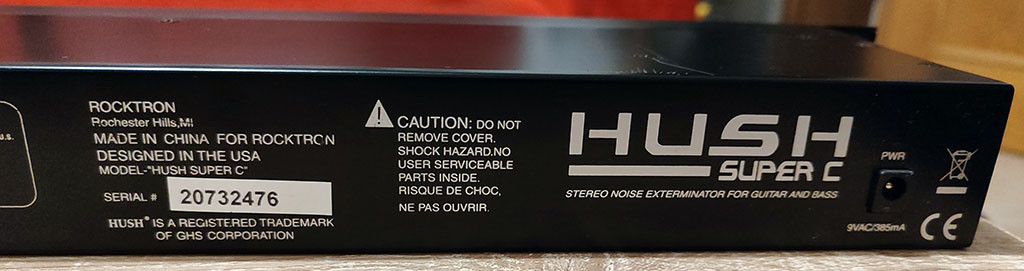 U.S.
ROCKTRON
Rochester Hills,MI
MADE IN CHINA FOR ROCKTRON
DESIGNED IN THE USA
MODEL-"HUSH SUPER C"
SERIAL # 20732476
HUSH® IS A REGISTERED TRADEMARK
OF GHS CORPORATION
CAUTION: DO NOT
REMOVE COVER.
SHOCK HAZARD.NO
USER SERVICEABLE
PARTS INSIDE.
RISQUE DE CHOC,
NE PAS OUVRIR.
HUSH
SUPER C
STEREO NOISE EXTERMINATOR FOR GUITAR AND BASS
PWR
9VAC/385mA
CE